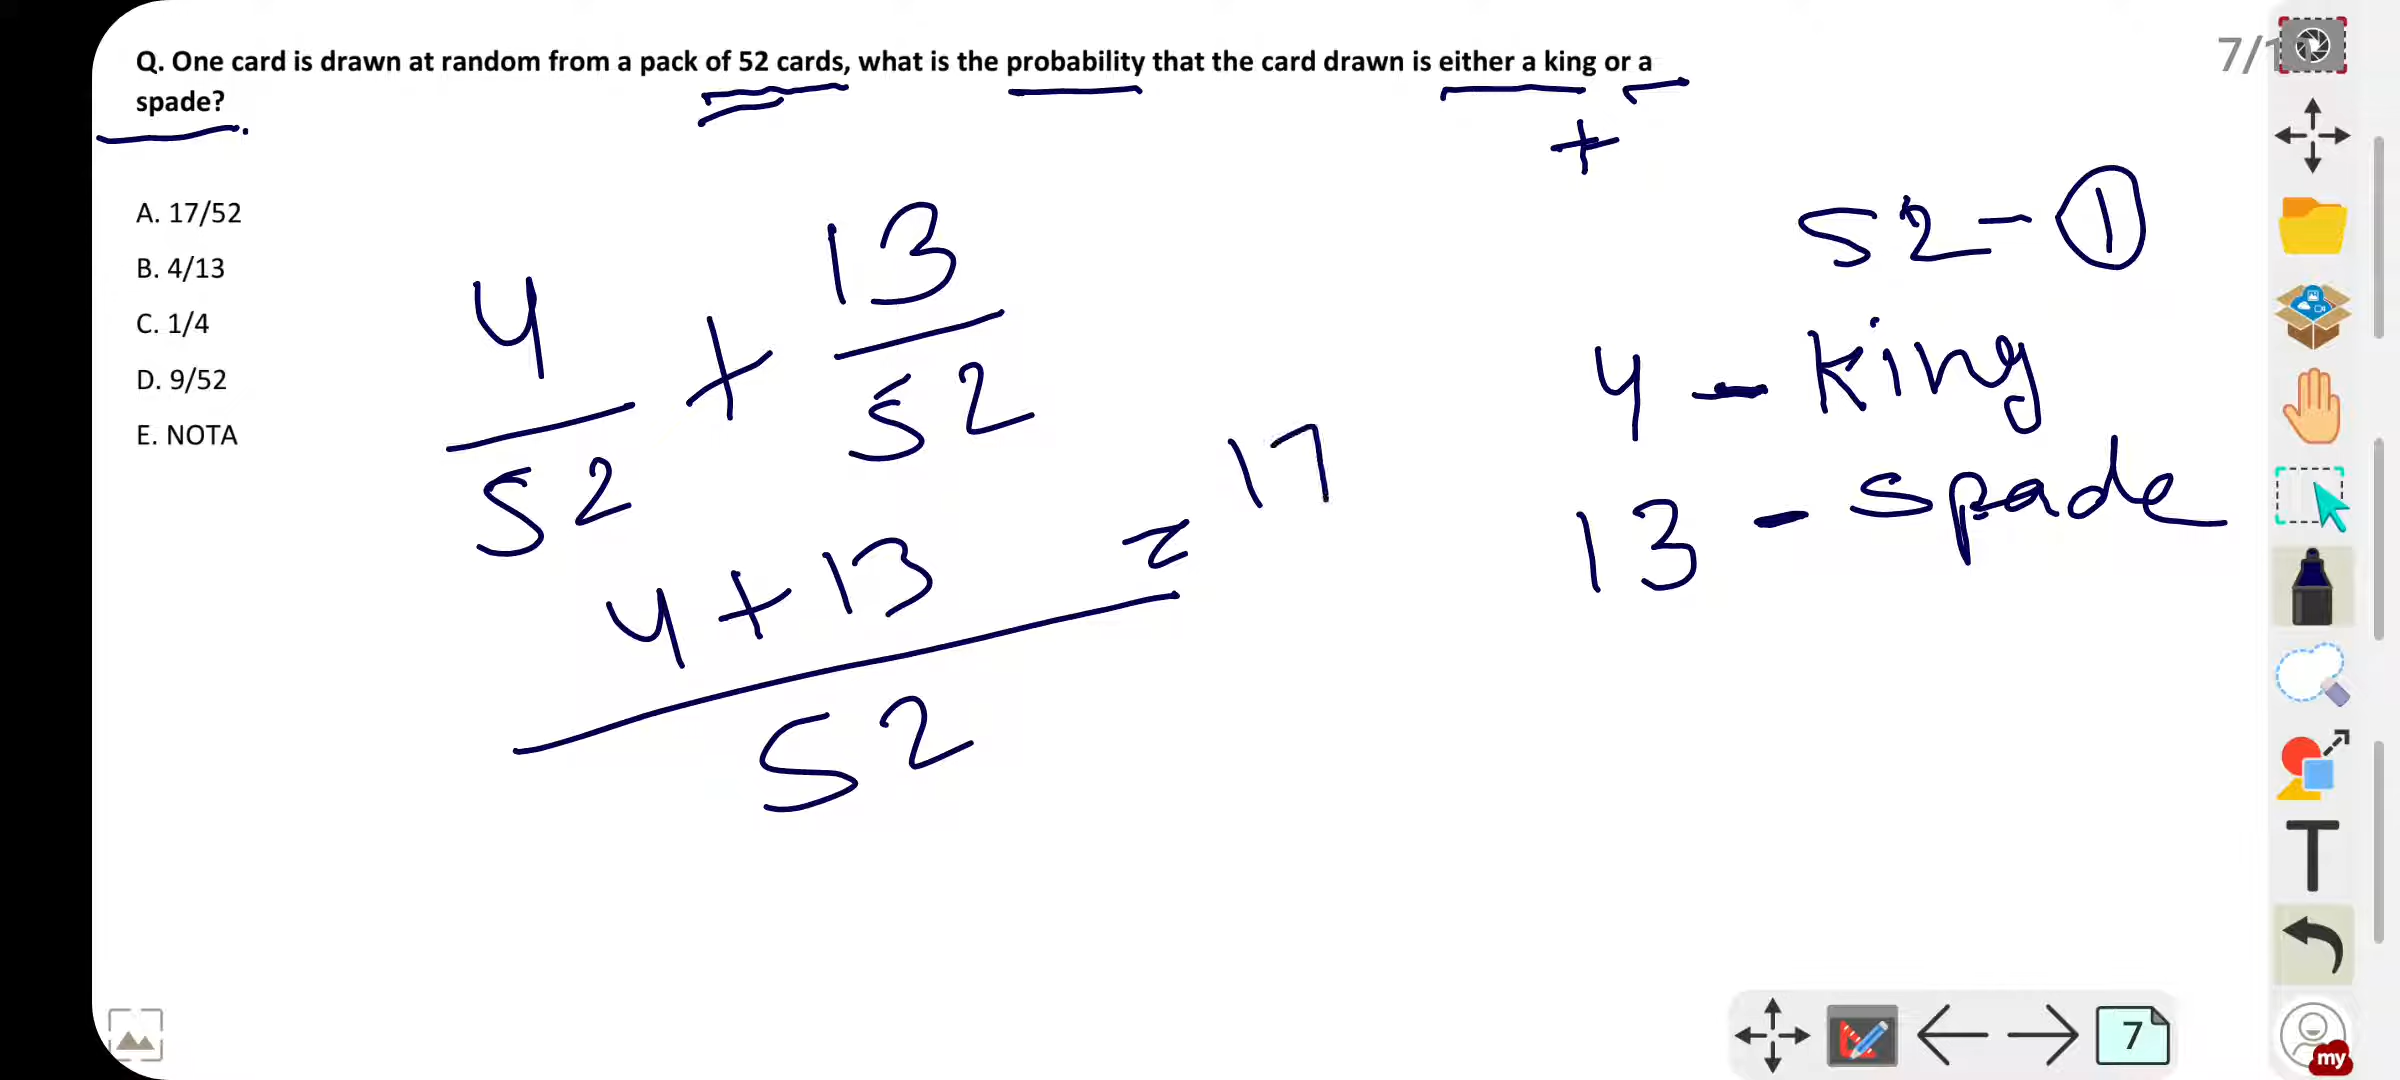 Q. One card is drawn at random from a pack of 52 cards, what is the probability that the card drawn is either a king or a
spade?
7/1
+
A. 17/52
B. 4/13
C. 1/4
D. 9/52
E. NOTA
52 - 1
4 - King
13 - spade
4/52 + 13/52
4+13/52 = 17
T
7
my